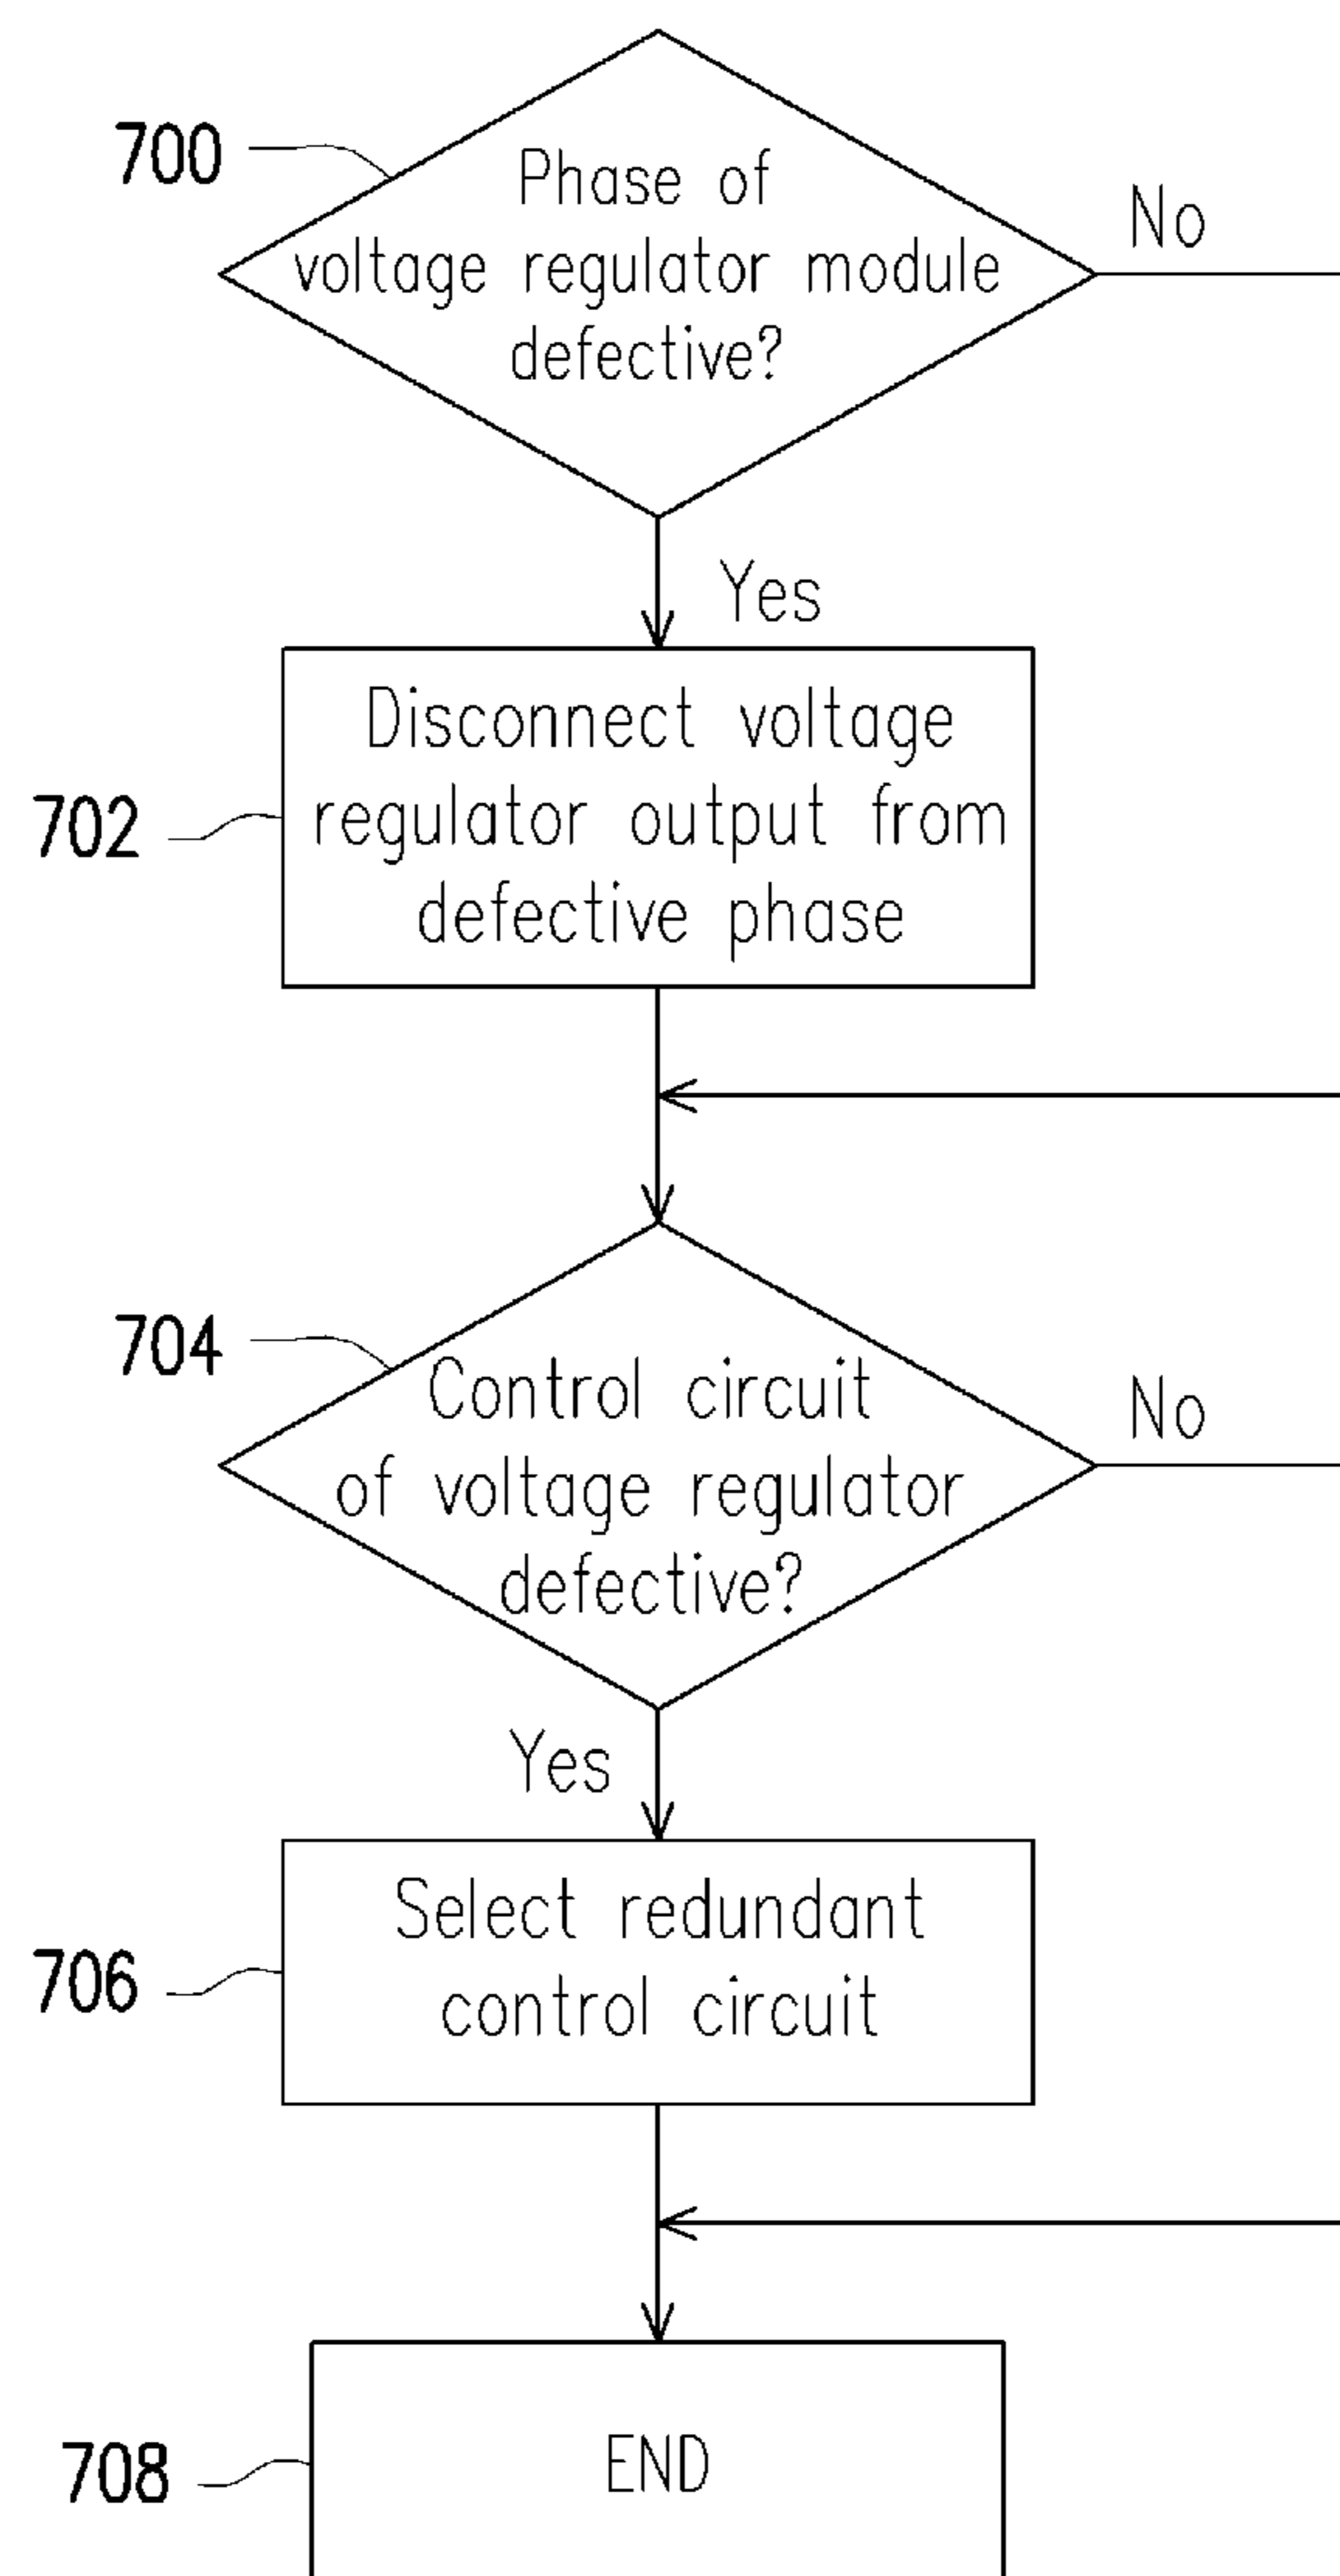 700
Phase of
voltage regulator module
defective?
No
Yes
702
Disconnect voltage
regulator output from
defective phase
704
Control circuit
of voltage regulator
defective?
No
Yes
706
Select redundant
control circuit
708
END